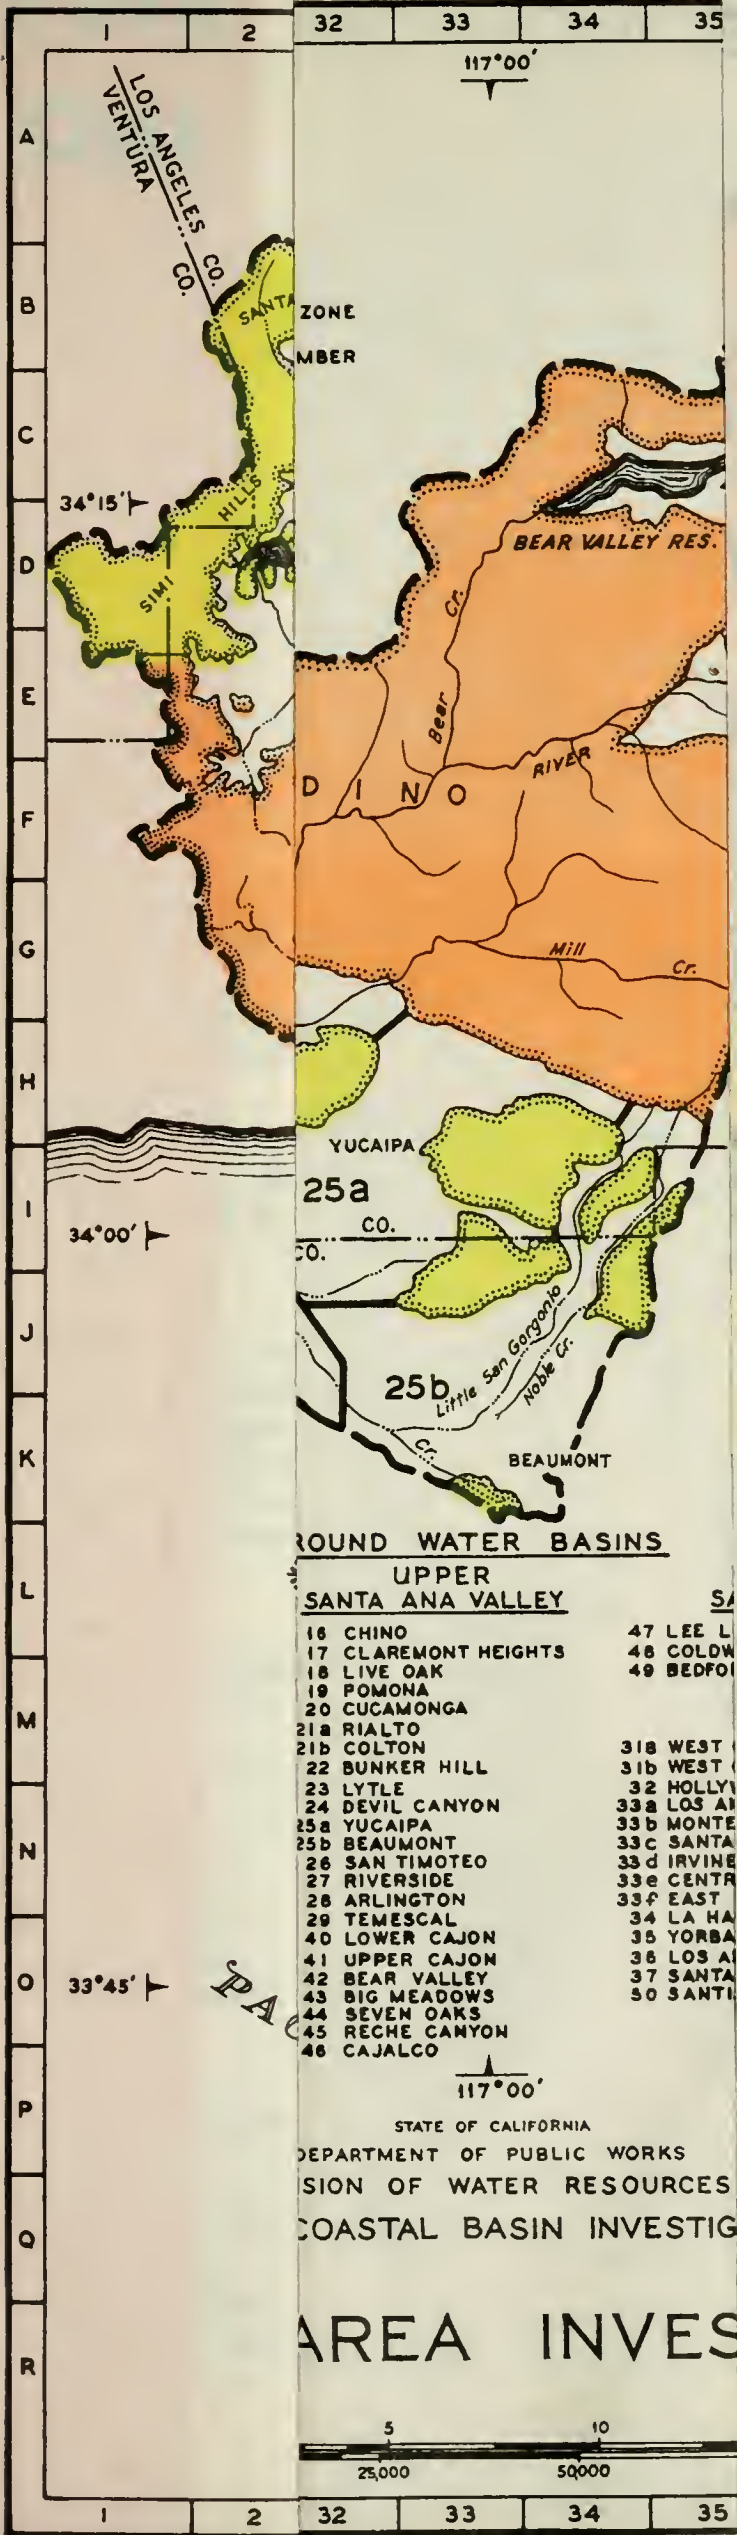 1 2 32 33 34 35
117°00'
A
LOS ANGELES CO.
VENTURA CO.
B
SANTA
ZONE
MBER
C
34°15'
HILLS
SIMI
D
BEAR VALLEY RES.
Bear Cr.
E
RIVER
DINO
F
G
Mill Cr.
H
YUCAIPA
25a
I
34°00'
CO.
CO.
J
Little San Gorgonio
Noble Cr.
25b
Cr.
K
BEAUMONT
ROUND WATER BASINS
L
UPPER
SANTA ANA VALLEY
16 CHINO
17 CLAREMONT HEIGHTS
18 LIVE OAK
19 POMONA
M
20 CUCAMONGA
21a RIALTO
21b COLTON
22 BUNKER HILL
23 LYTLE
24 DEVIL CANYON
25a YUCAIPA
N
25b BEAUMONT
26 SAN TIMOTEO
27 RIVERSIDE
28 ARLINGTON
29 TEMESCAL
40 LOWER CAJON
41 UPPER CAJON
O
42 BEAR VALLEY
43 BIG MEADOWS
44 SEVEN OAKS
45 RECHE CANYON
46 CAJALCO
SA
47 LEE L
48 COLDW
49 BEDFO
31a WEST
31b WEST
32 HOLLYW
33a LOS A
33b MONTE
33c SANTA
33d IRVINE
33e CENTR
33f EAST
34 LA HA
35 YORBA
36 LOS A
37 SANTA
50 SANTI
33°45'
PAC
P
117°00'
STATE OF CALIFORNIA
DEPARTMENT OF PUBLIC WORKS
SION OF WATER RESOURCES
Q
COASTAL BASIN INVESTIG
R
AREA INVES
5 10
25,000 50,000
1 2 32 33 34 35